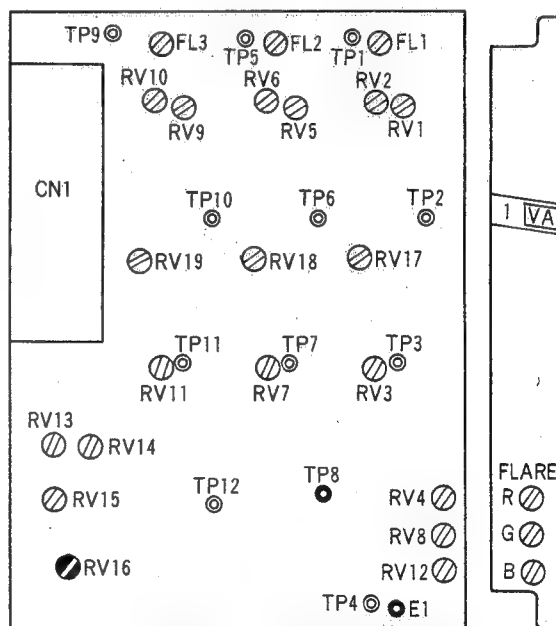 TP9 FL3 TP5 FL2 TP1 FL1
RV10 RV9 RV6 RV5 RV2 RV1
CN1
TP10 TP6 TP2
1 VA
RV19 RV18 RV17
TP11 TP7 TP3
RV11 RV7 RV3
RV13
RV14
TP8
FLARE
RV15 TP12 RV4 R
RV8 G
RV16 RV12 B
TP4 E1